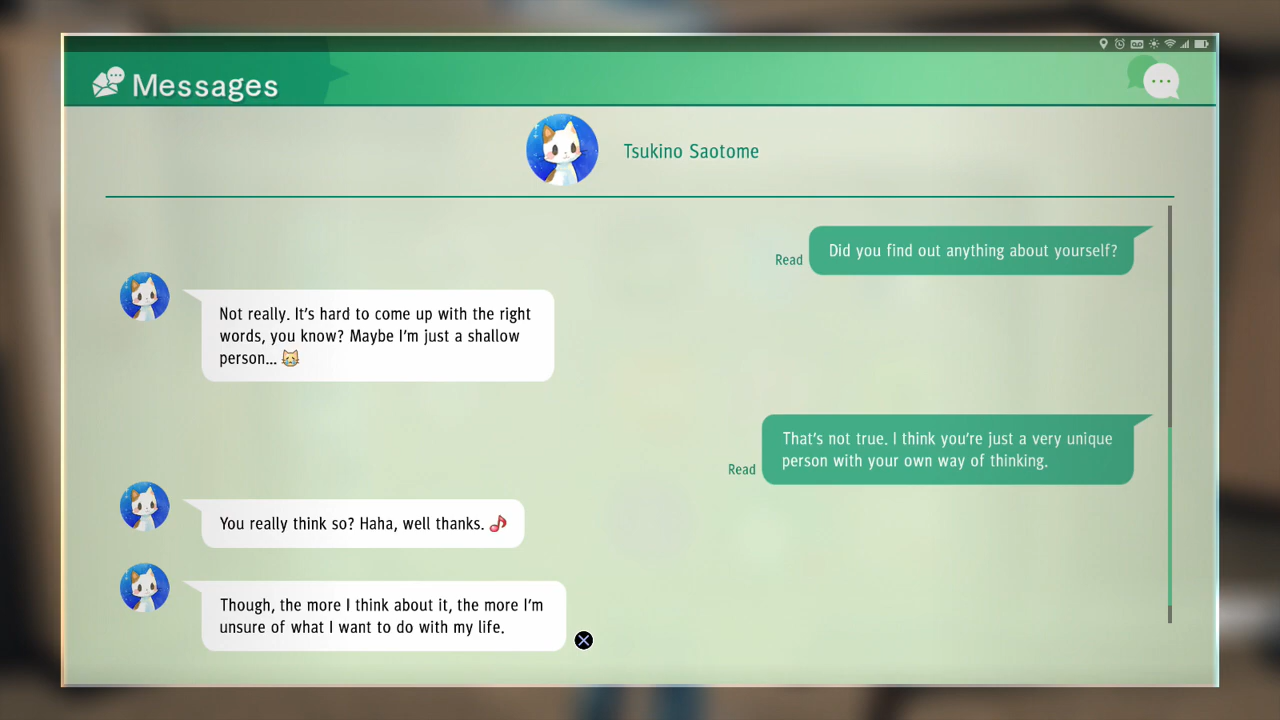 Messages
Tsukino Saotome
Did you find out anything about yourself?
Read
Not really. It's hard to come up with the right
words, you know? Maybe I'm just a shallow
person... 😹
That's not true. I think you're just a very unique
person with your own way of thinking.
Read
You really think so? Haha, well thanks. 🎵
Though, the more I think about it, the more I'm
unsure of what I want to do with my life.